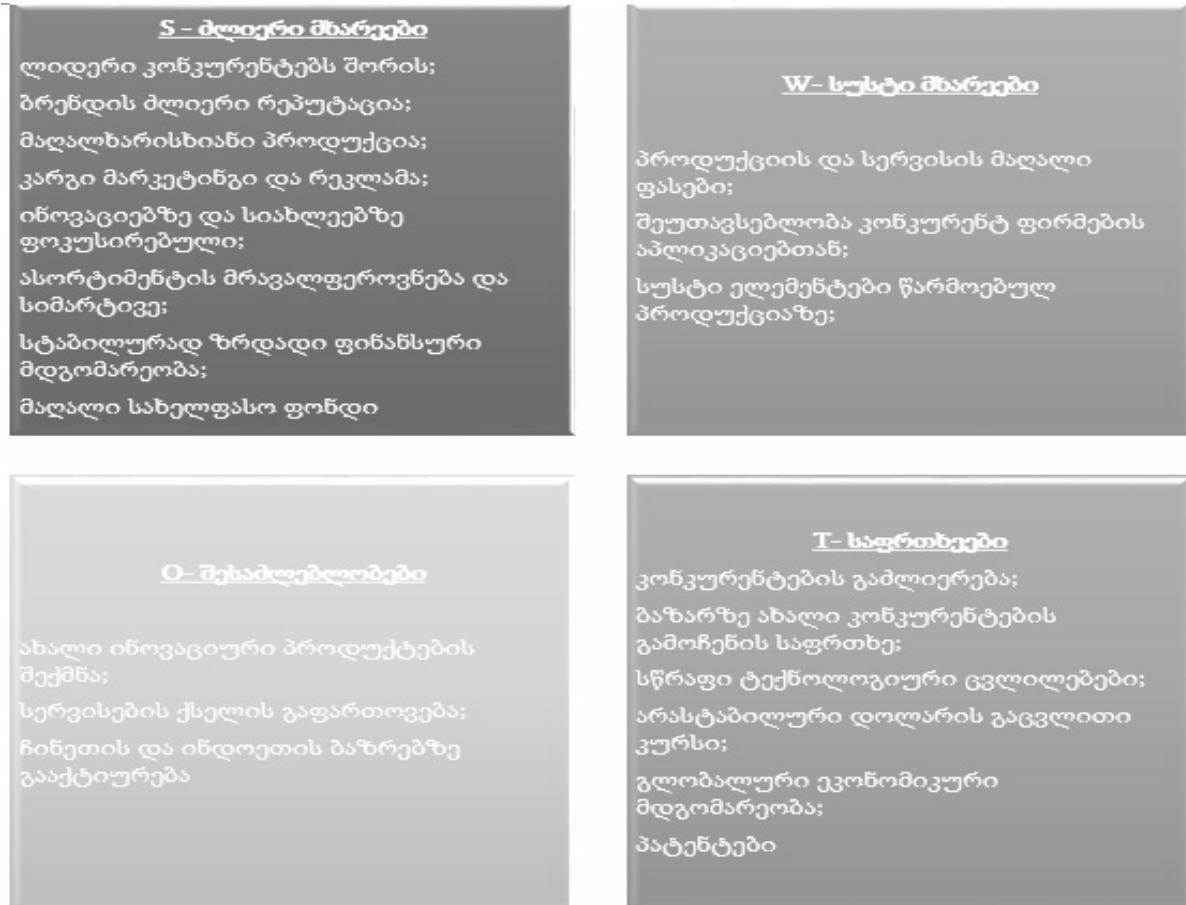 S - ძლიერი მხარეები
ლიდერი კონკურენტებს შორის;
ბრენდის ძლიერი რეპუტაცია;
მაღალხარისხიანი პროდუქცია;
კარგი მარკეტინგი და რეკლამა;
ინოვაციებზე და სიახლეებზე
ფოკუსირებული;
ასორტიმენტის მრავალფეროვნება და
სიმარტივე;
სტაბილურად ზრდადი ფინანსური
მდგომარეობა;
მაღალი სახელფასო ფონდი
W- სუსტი მხარეები
პროდუქციის და სერვისის მაღალი
ფასები;
შეუთავსებლობა კონკურენტ ფირმების
აპლიკაციებთან;
სუსტი ელემენტები წარმოებულ
პროდუქციაზე;
O- შესაძლებლობები
ახალი ინოვაციური პროდუქტების
შექმნა;
სერვისების ქსელის გაფართოვება;
ჩინეთის და ინდოეთის ბაზრებზე
გააქტიურება
T- საფრთხეები
კონკურენტების გაძლიერება;
ბაზარზე ახალი კონკურენტების
გამოჩენის საფრთხე;
სწრაფი ტექნოლოგიური ცვლილებები;
არასტაბილური დოლარის გაცვლითი
კურსი;
გლობალური ეკონომიკური
მდგომარეობა;
პატენტები